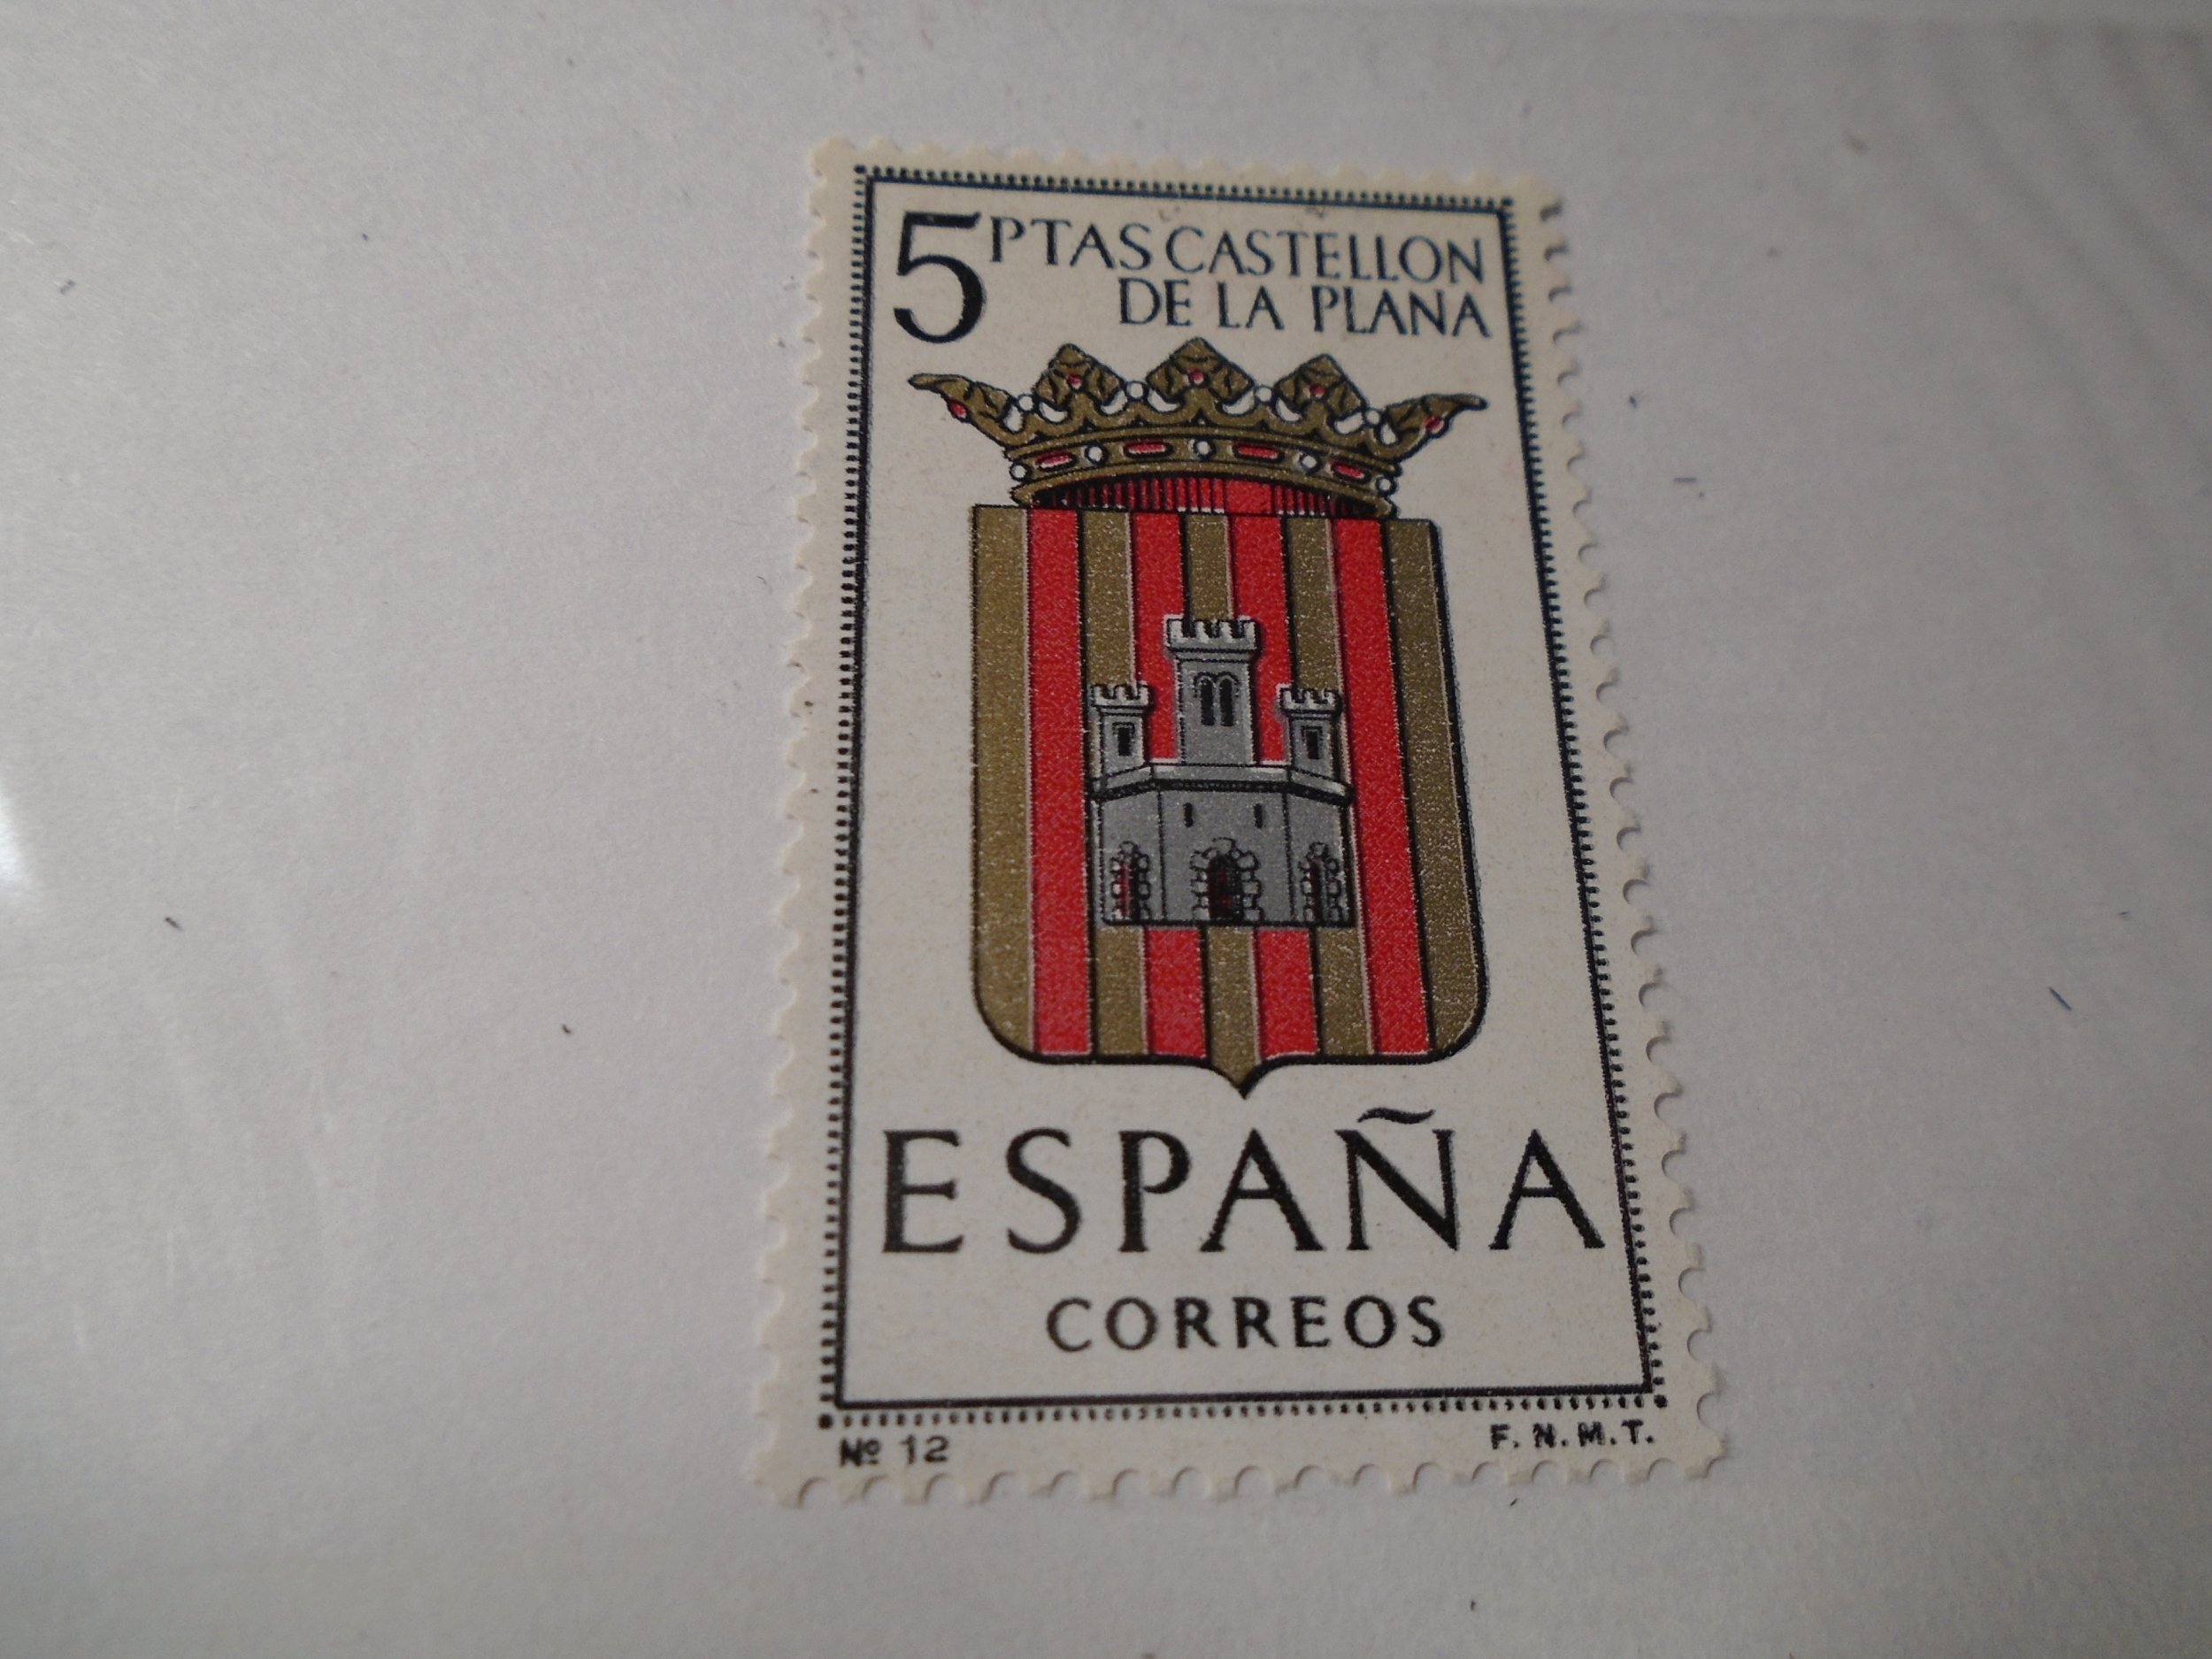 5 PTAS CASTELLON
DE LA PLANA
ESPAÑA
CORREOS
Nº 12 F.N.M.T.